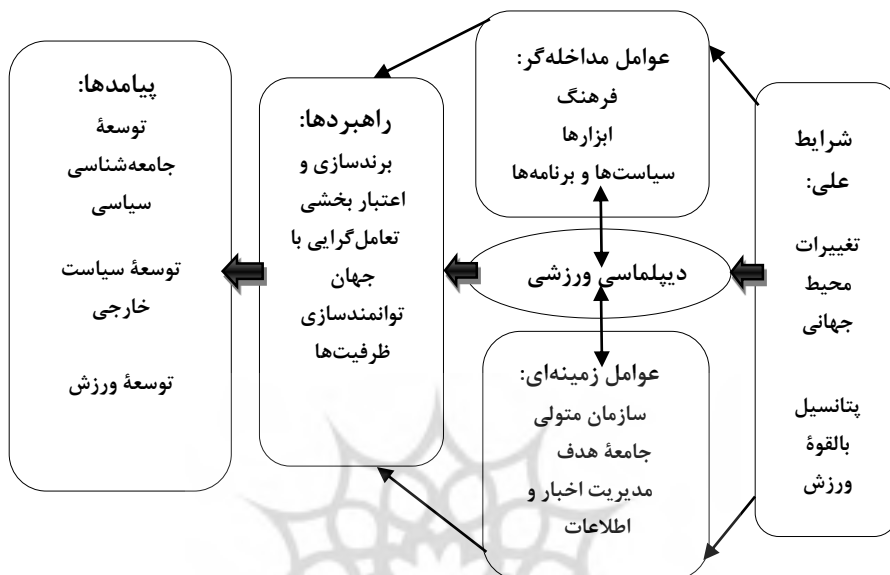 شرایط
علی:
تغییرات
محیط
جهانی
پتانسیل
بالقوۀ
ورزش
عوامل مداخله‌گر:
فرهنگ
ابزارها
سیاست‌ها و برنامه‌ها
دیپلماسی ورزشی
عوامل زمینه‌ای:
سازمان متولی
جامعۀ هدف
مدیریت اخبار و
اطلاعات
راهبردها:
برندسازی و
اعتبار بخشی
تعامل‌گرایی با
جهان
توانمندسازی
ظرفیت‌ها
پیامدها:
توسعۀ
جامعه‌شناسی
سیاسی
توسعۀ سیاست
خارجی
توسعۀ ورزش